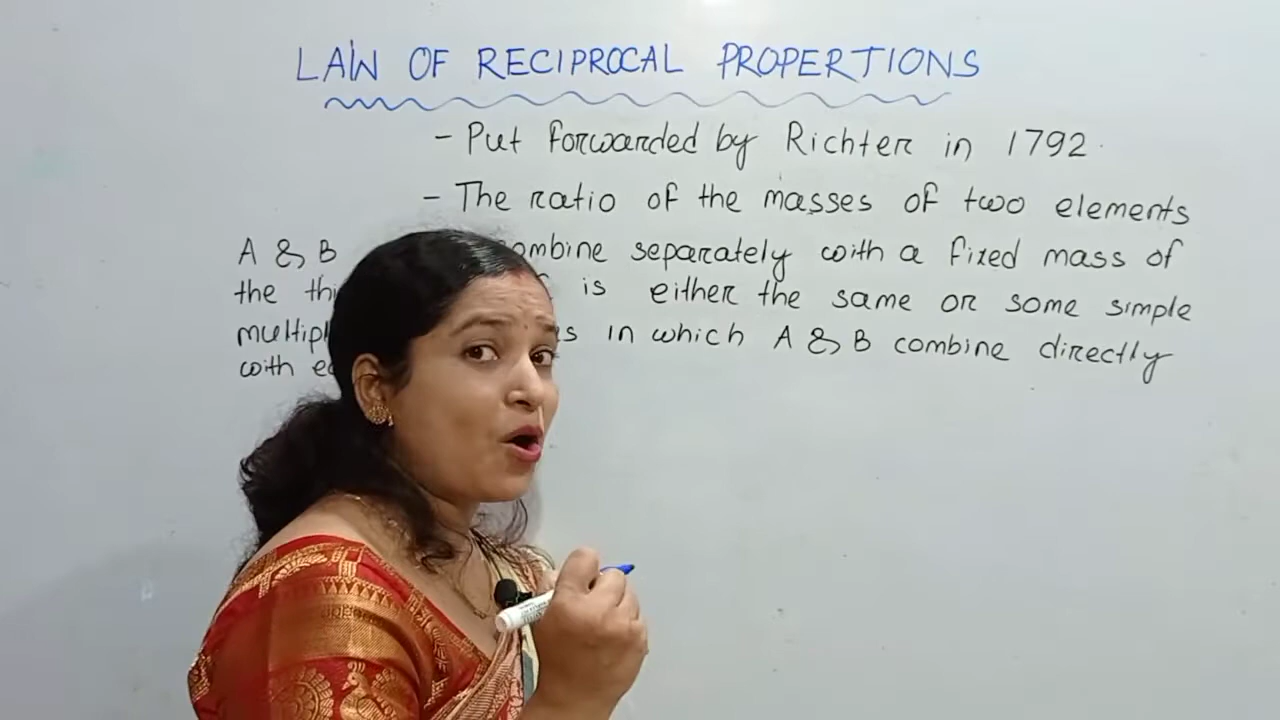 LAW OF RECIPROCAL PROPERTIONS
- Put forwarded by Richter in 1792
- The ratio of the masses of two elements
A & B combine separately with a fixed mass of
the is either the same or some simple
in which A & B combine directly
with